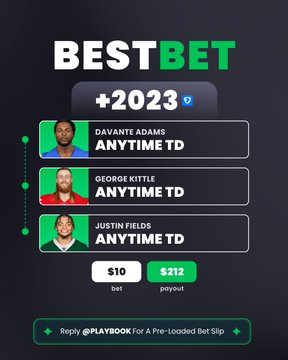 BESTBET
+2023
DAVANTE ADAMS
ANYTIME TD
GEORGE KITTLE
ANYTIME TD
JUSTIN FIELDS
ANYTIME TD
$10
$212
bet
payout
Reply @PLAYBOOK For A Pre-Loaded Bet Slip